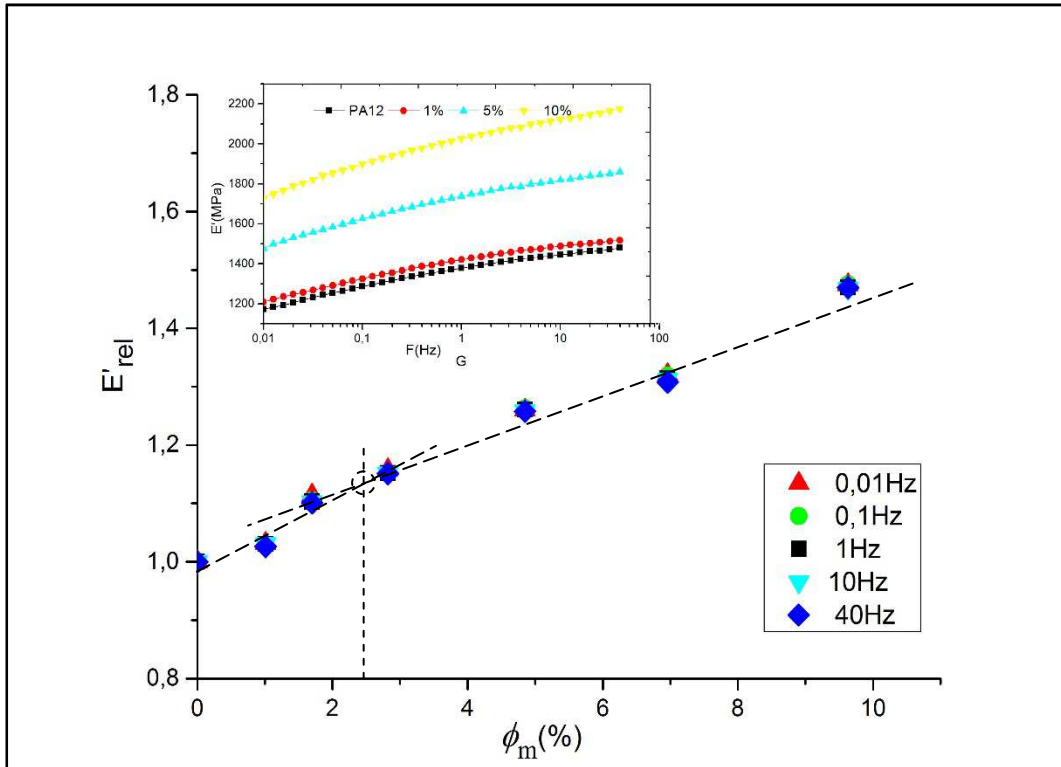 1,8
1,6
1,4
1,2
1,0
0,8
E'rel
0 2 4 6 8 10
ϕm(%)
PA12 1% 5% 10%
2200
2000
1800
1600
1400
1200
E'(MPa)
0,01 0,1 1 10 100
F(Hz)
G
0,01Hz
0,1Hz
1Hz
10Hz
40Hz